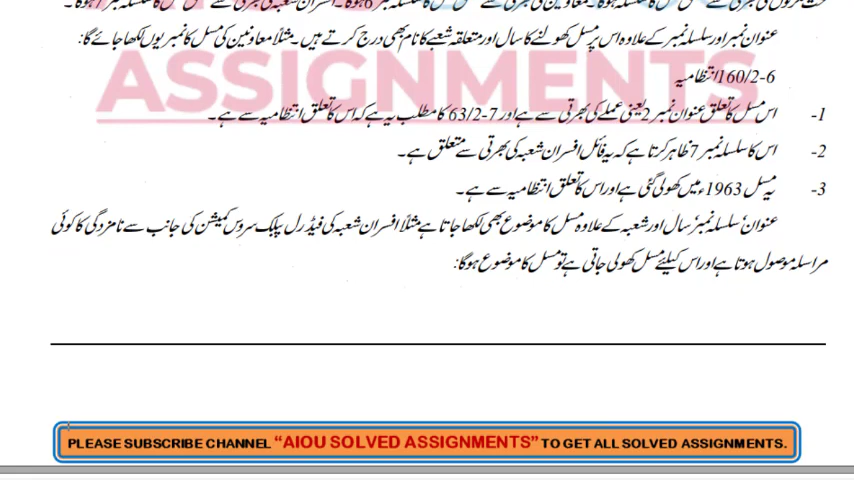 عنوان نمبر اور سلسلہ نمبر کے علاوہ اس پر مسل کھولنے کا سال اور متعلقہ شعبے کا نام بھی درج کرتے ہیں۔ مثلاً معاونین کی مسل کا نمبر یوں لکھا جائے گا:
160/2-6 انتظامیہ
ASSIGNMENTS
1- اس مسل کا تعلق عنوان نمبر 2 یعنی عملے کی بھرتی سے ہے اور 7-63/2 کا مطلب یہ ہے کہ اس کا تعلق انتظامیہ سے ہے۔
2- اس کا سلسلہ نمبر 7 ظاہر کرتا ہے کہ یہ فائل افسران شعبہ کی بھرتی سے متعلق ہے۔
3- یہ مسل 1963ء میں کھولی گئی ہے اور اس کا تعلق انتظامیہ سے ہے۔
عنوان، سلسلہ نمبر، سال اور شعبہ کے علاوہ مسل کا موضوع بھی لکھا جاتا ہے مثلاً افسران شعبہ کی فیڈرل پبلک سروس کمیشن کی جانب سے نامزدگی کا کوئی
مراسلہ موصول ہوتا ہے اور اس کیلئے مسل کھولی جاتی ہے تو مسل کا موضوع ہو گا:
PLEASE SUBSCRIBE CHANNEL “AIOU SOLVED ASSIGNMENTS” TO GET ALL SOLVED ASSIGNMENTS.